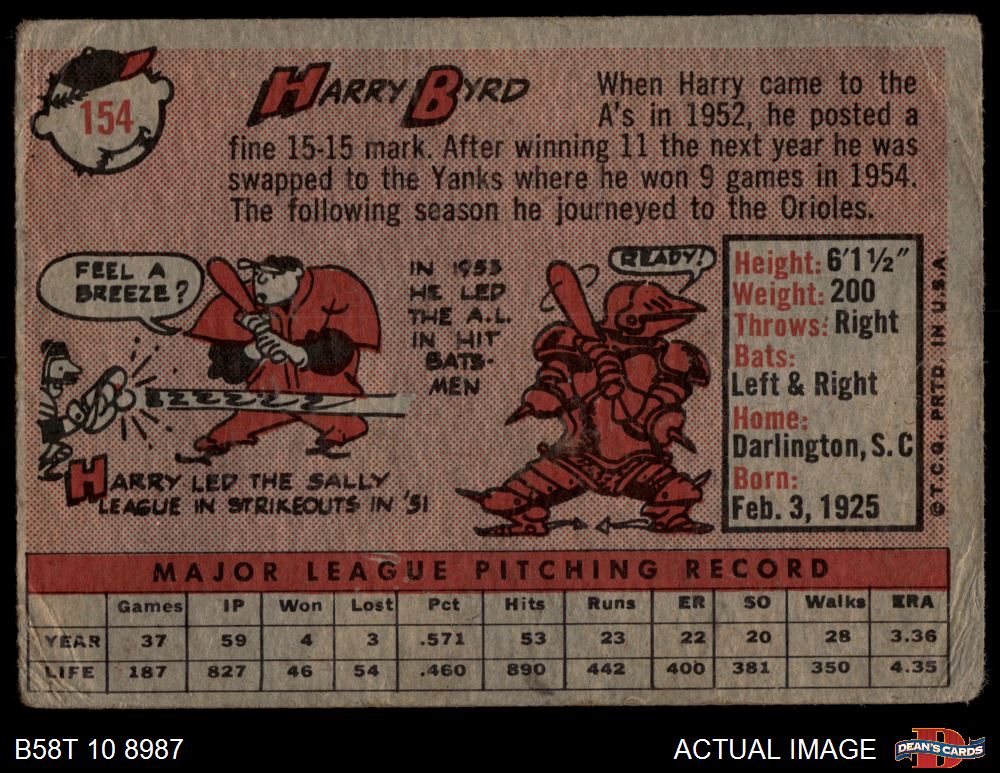 154
HARRY BYRD
When Harry came to the
A's in 1952, he posted a
fine 15-15 mark. After winning 11 the next year he was
swapped to the Yanks where he won 9 games in 1954.
The following season he journeyed to the Orioles.
FEEL A
BREEZE?
IN 1953
HE LED
THE A.L.
IN HIT
BATS-
MEN
READY!
HARRY LED THE SALLY
LEAGUE IN STRIKEOUTS IN '51
Height: 6'1½"
Weight: 200
Throws: Right
Bats:
Left & Right
Home:
Darlington, S. C
Born:
Feb. 3, 1925
© T.C.G. PRTD. IN U.S.A.
MAJOR LEAGUE PITCHING RECORD
Games IP Won Lost Pct Hits Runs ER SO Walks ERA
YEAR 37 59 4 3 .571 53 23 22 20 28 3.36
LIFE 187 827 46 54 .460 890 442 400 381 350 4.35
B58T 10 8987
ACTUAL IMAGE
DEAN'S CARDS